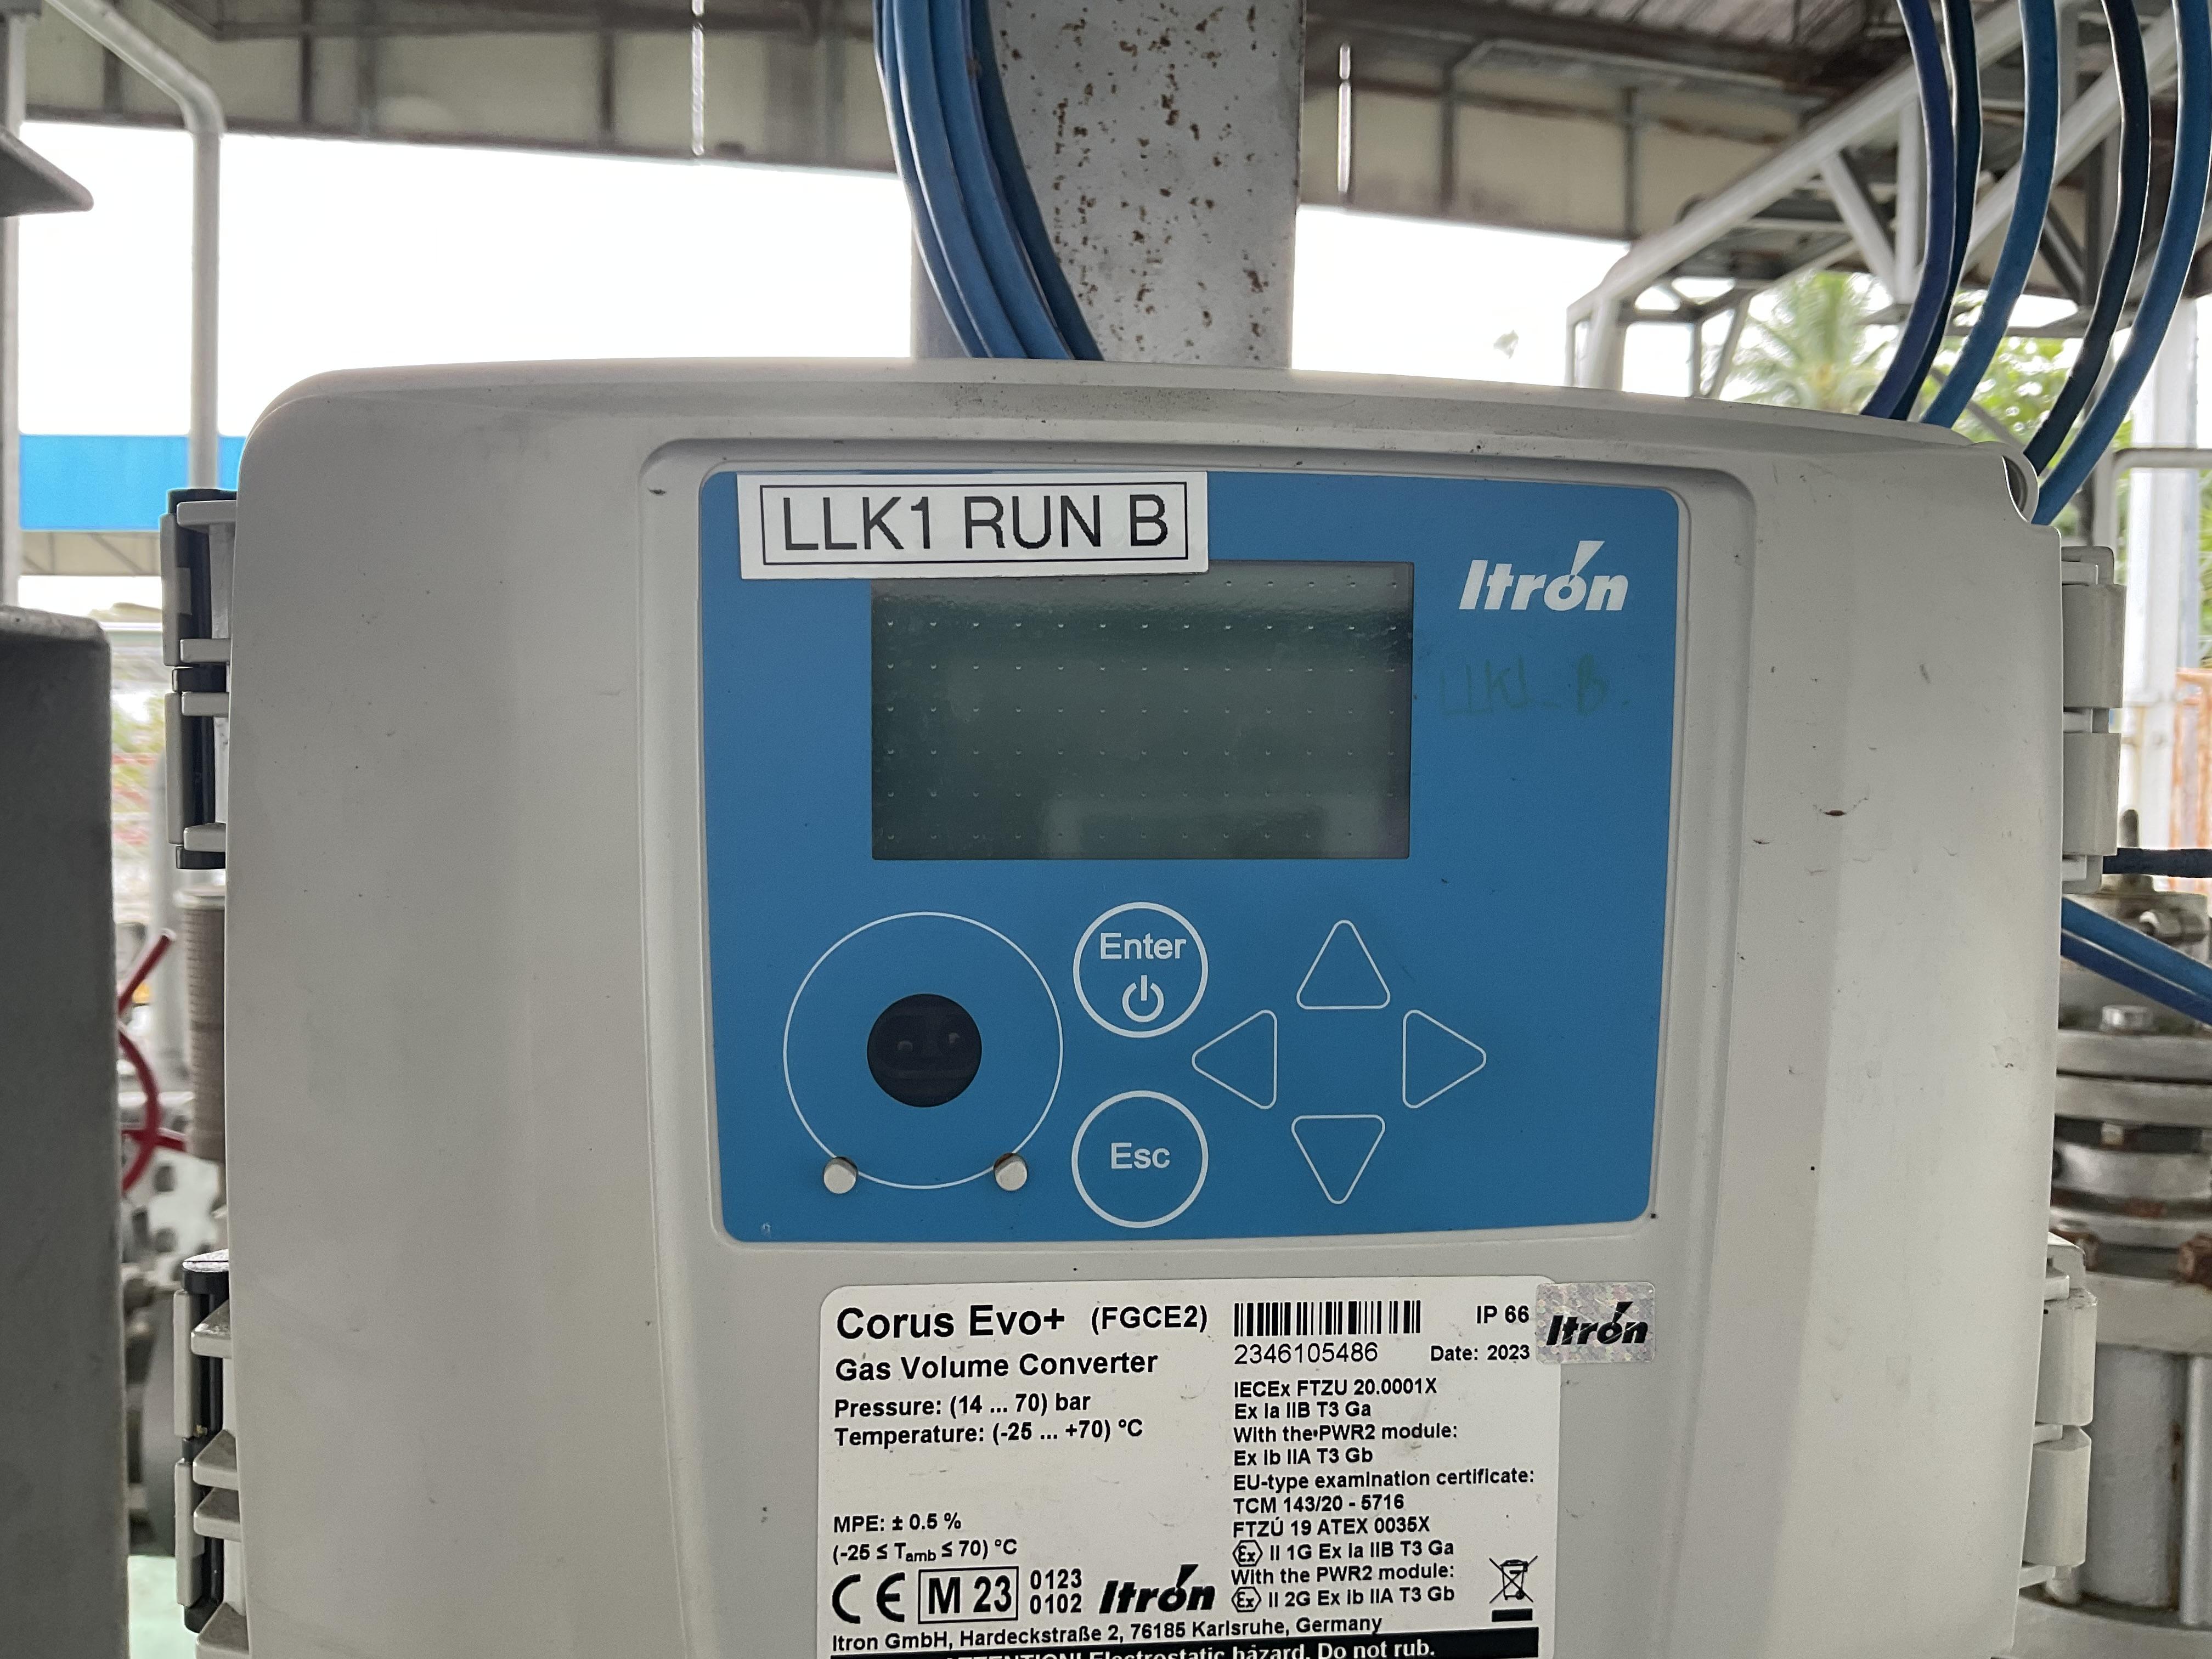 LLK1 RUN B
Itron
LLK1 B.
Enter
Esc
Corus Evo+ (FGCE2)
Gas Volume Converter
Pressure: (14 ... 70) bar
Temperature: (-25 ... +70) °C
MPE: ± 0.5 %
(-25 ≤ Tamb ≤ 70) °C
CE M 23 0123
0102
Itron
2346105486
IP 66
Date: 2023
Itron
IECEx FTZU 20.0001X
Ex ia IIB T3 Ga
With the PWR2 module:
Ex ib IIA T3 Gb
EU-type examination certificate:
TCM 143/20 - 5716
FTZÚ 19 ATEX 0035X
Ex II 1G Ex ia IIB T3 Ga
With the PWR2 module:
Ex II 2G Ex ib IIA T3 Gb
Itron GmbH, Hardeckstraße 2, 76185 Karlsruhe, Germany
ATTENTION! Electrostatic hazard. Do not rub.